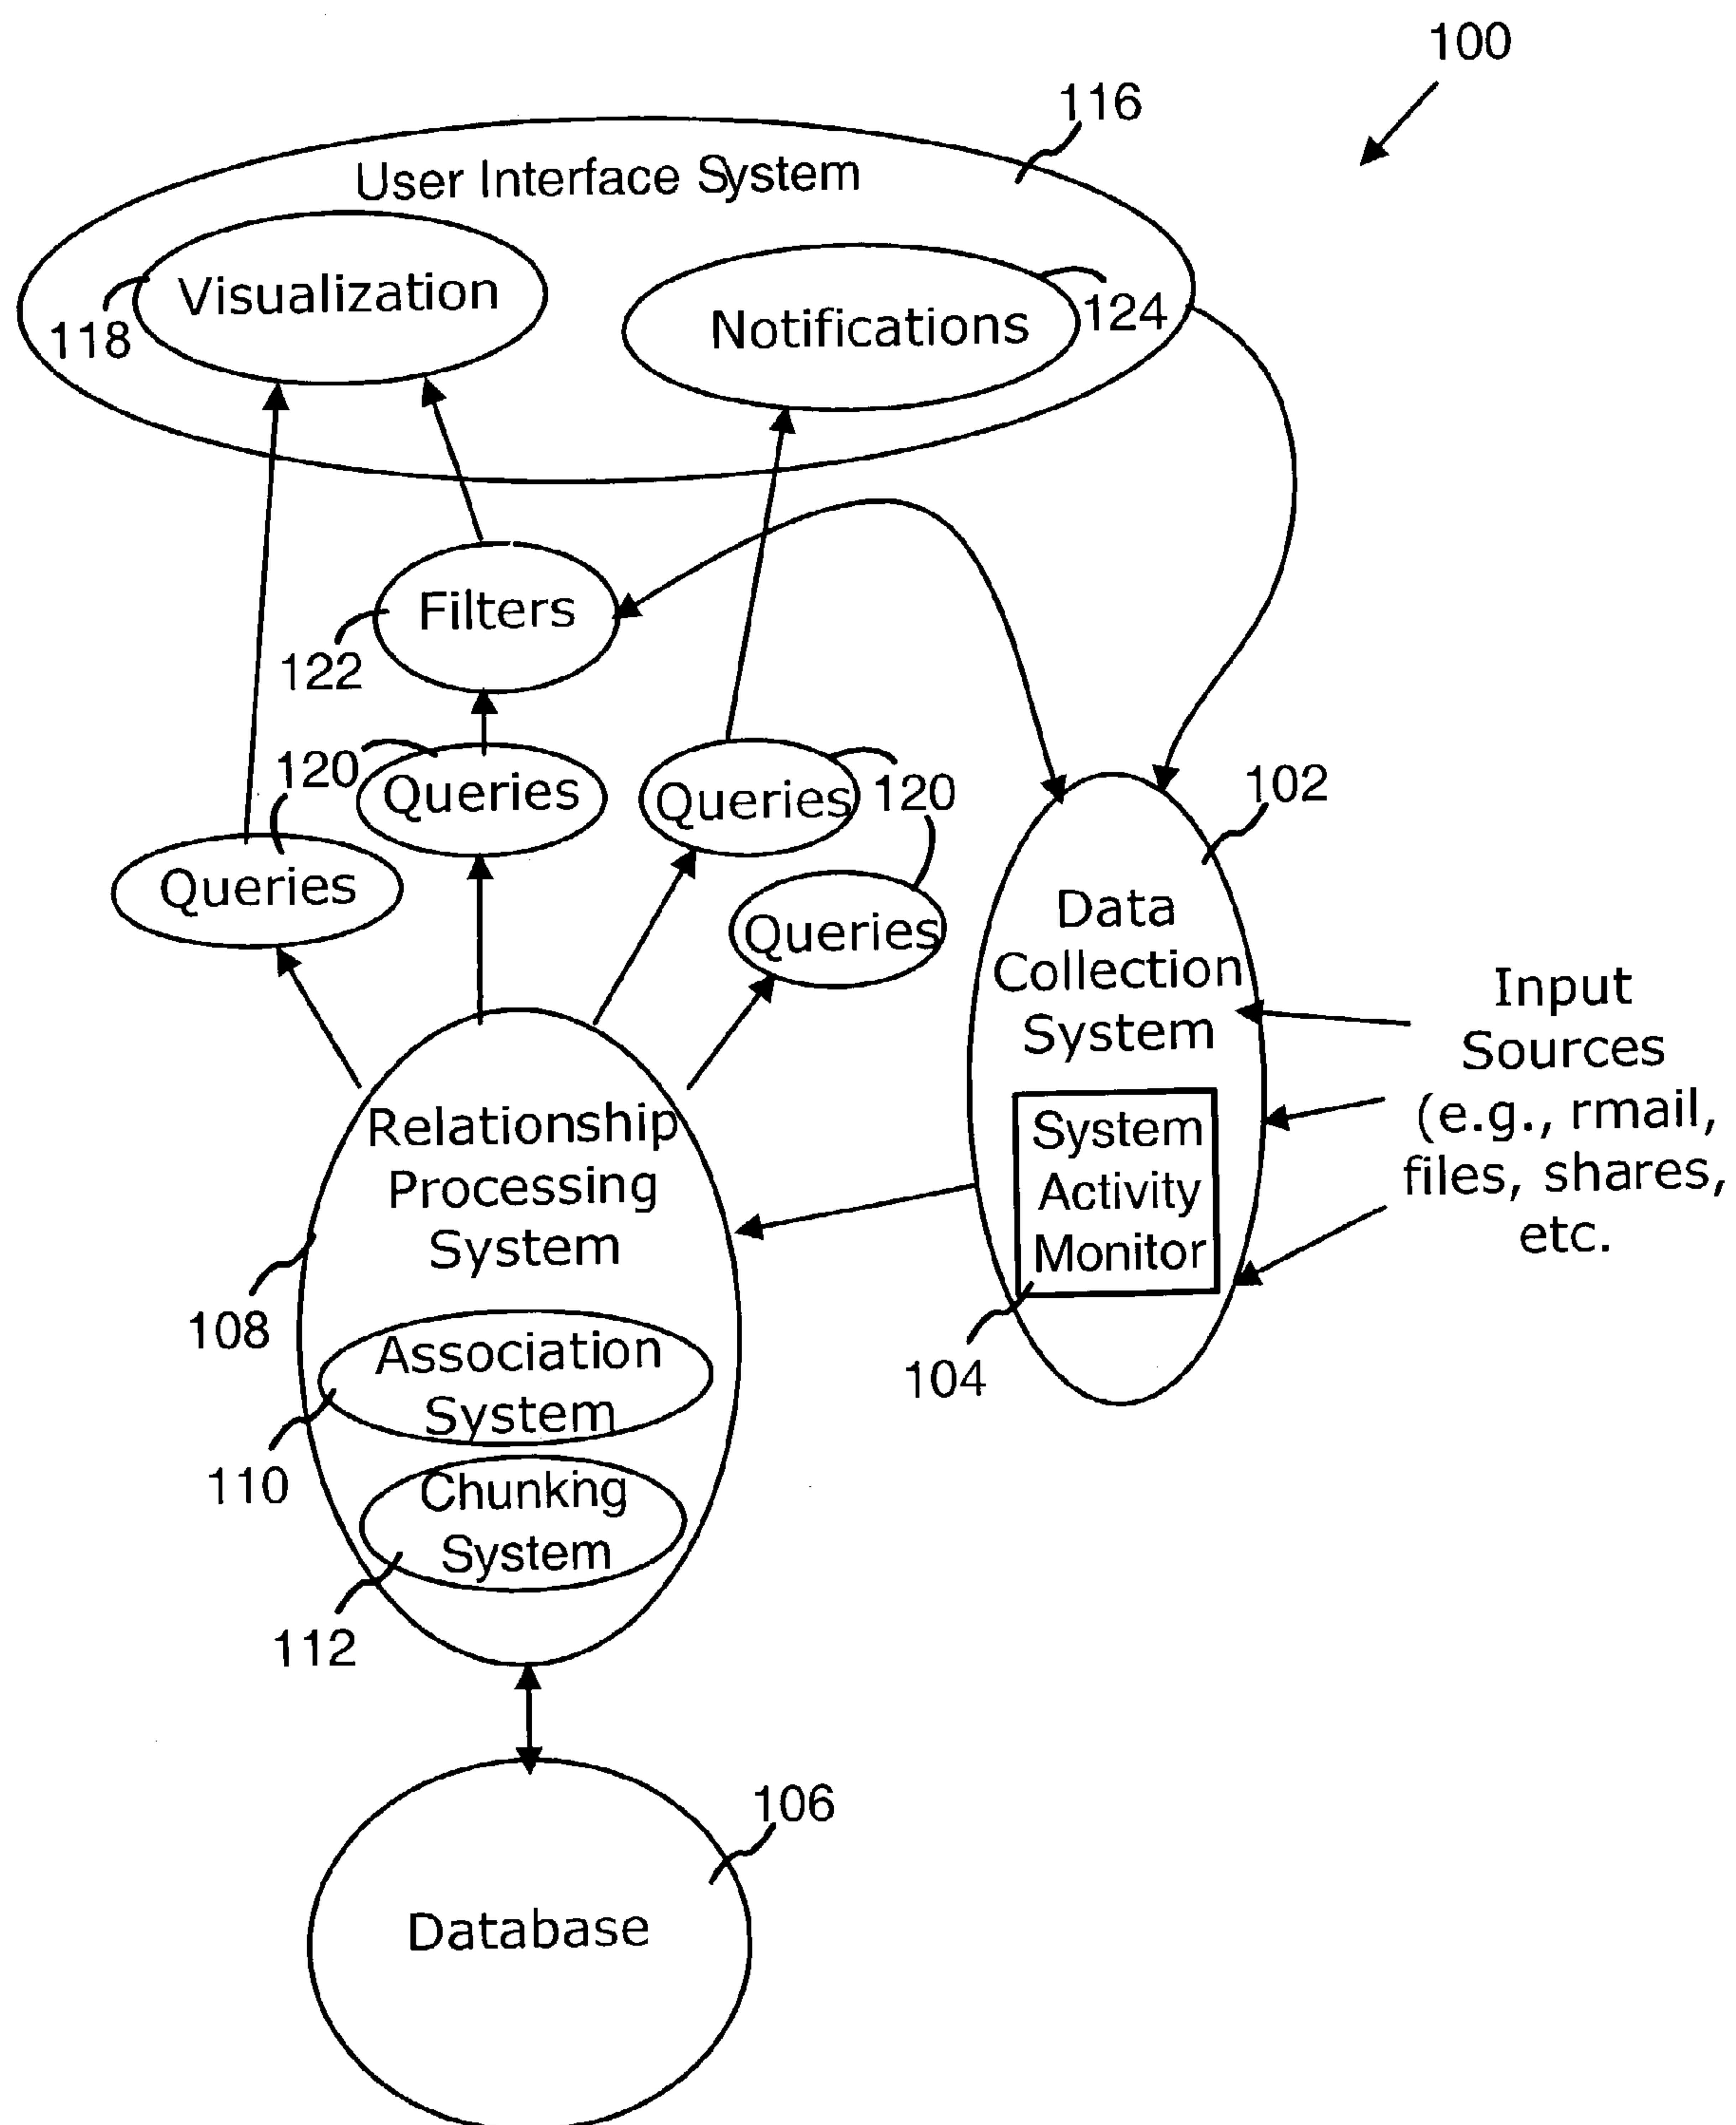 100
116
User Interface System
Visualization
118
Notifications
124
Filters
122
120
Queries
Queries
120
Queries
Queries
102
Data
Collection
System
System
Activity
Monitor
104
Input
Sources
(e.g., rmail,
files, shares,
etc.
Relationship
Processing
System
108
Association
System
110
Chunkng
System
112
106
Database